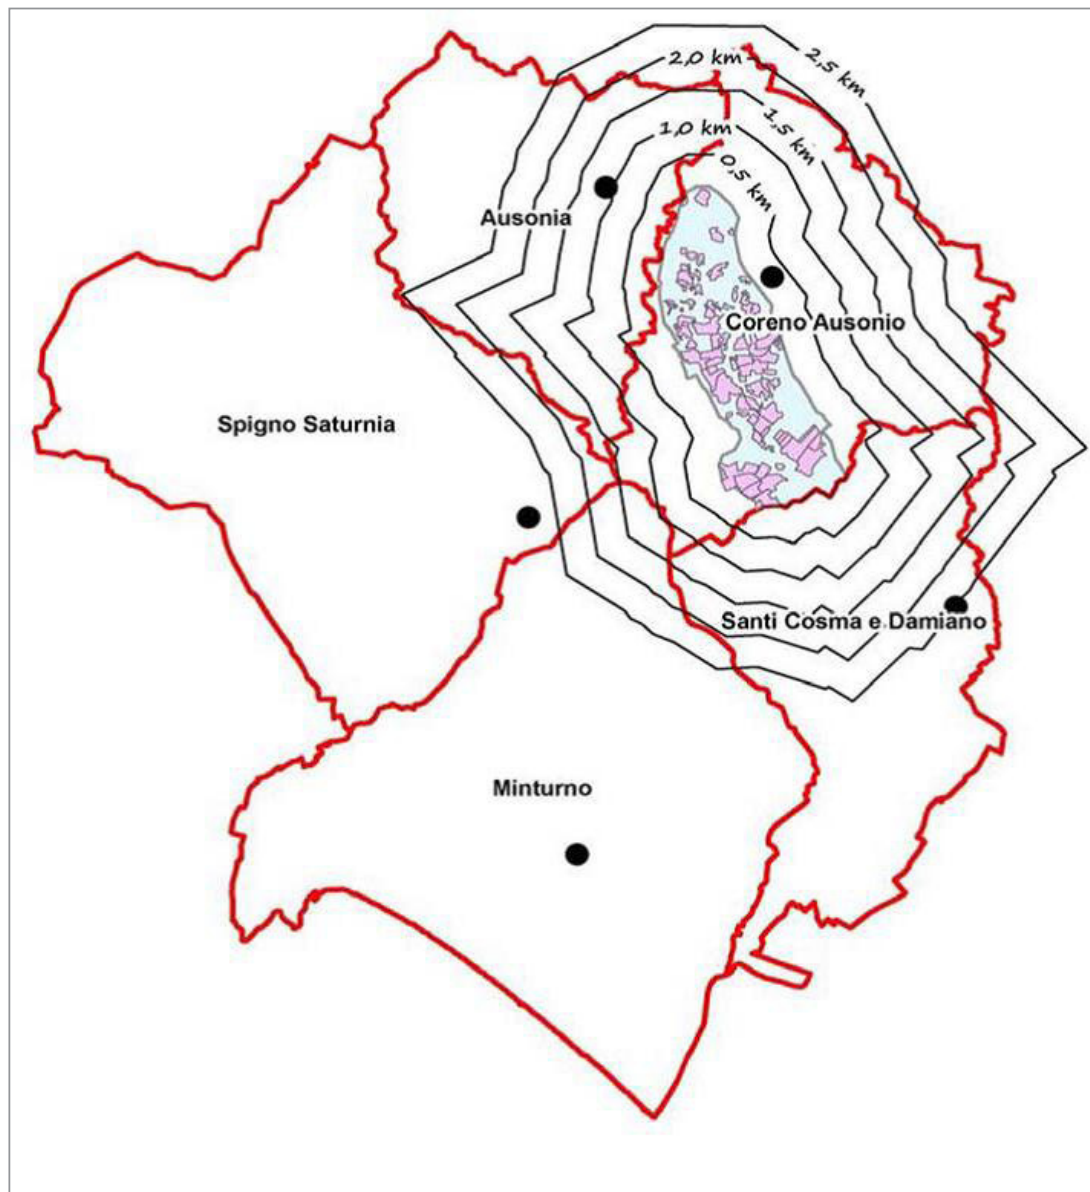 2,5 km
2,0 km
1,5 km
1,0 km
0,5 km
Ausonia
Coreno Ausonio
Spigno Saturnia
Santi Cosma e Damiano
Minturno